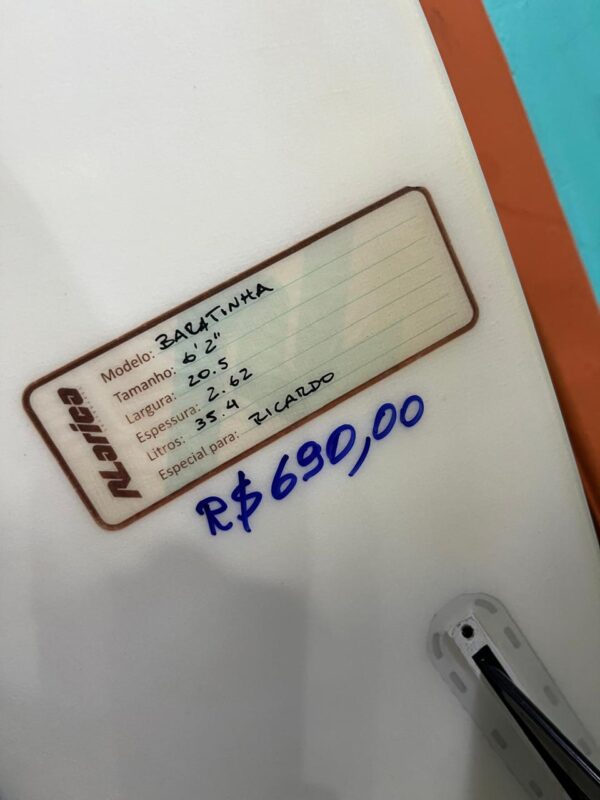 RLerico
Modelo: BARATINHA
Tamanho: 6'2"
Largura: 20.5
Espessura: 2.62
Litros: 35.4
Especial para: RICARDO
R$690,00